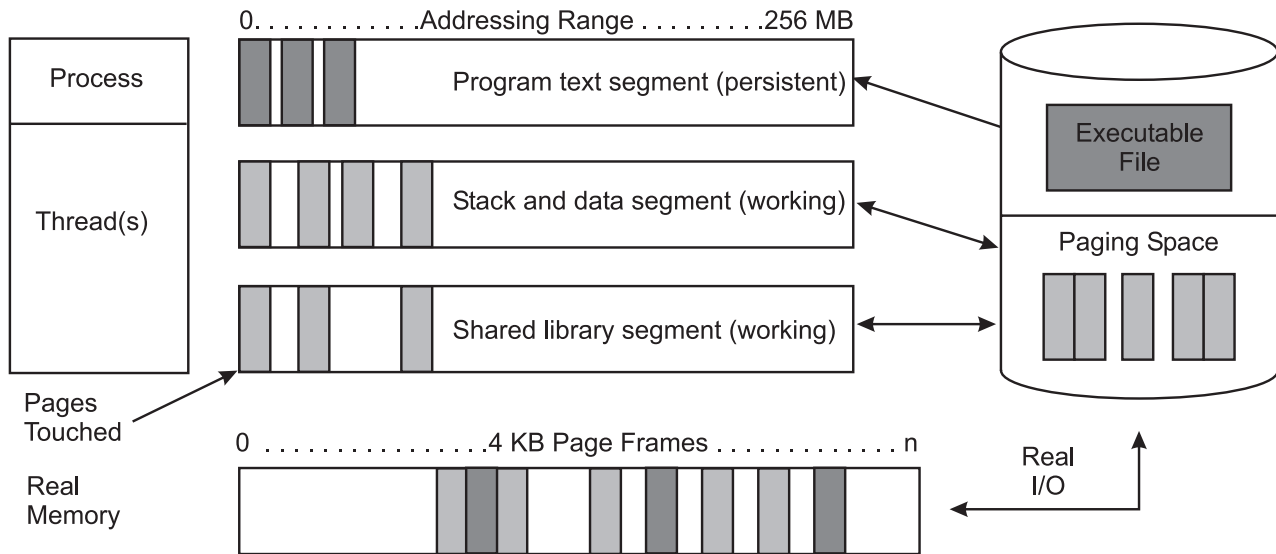 0. . . . . . . . . . . . .Addressing Range . . . . . . . . .256 MB
Process
Program text segment (persistent)
Executable
File
Thread(s)
Stack and data segment (working)
Paging Space
Shared library segment (working)
Pages
Touched
0 . . . . . . . . . . . . . . . . . .4 KB Page Frames . . . . . . . . . . . . . . . n
Real
Memory
Real
I/O